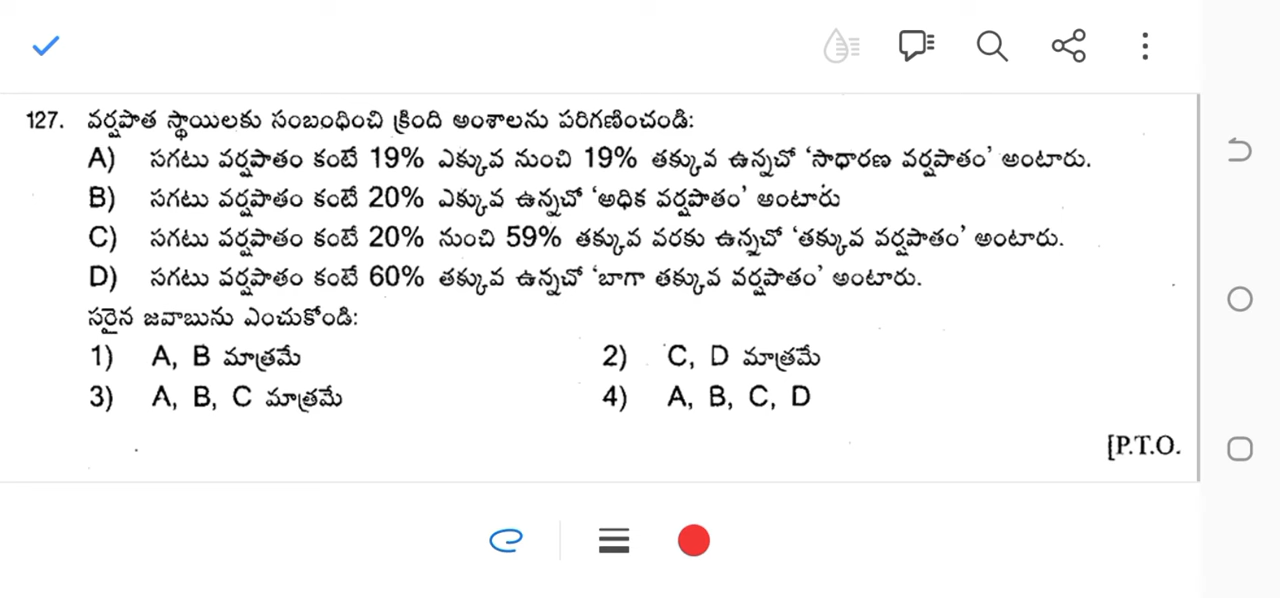 127. వర్షపాత స్థాయిలకు సంబంధించి క్రింది అంశాలను పరిగణించండి:
A) సగటు వర్షపాతం కంటే 19% ఎక్కువ నుంచి 19% తక్కువ ఉన్నచో 'సాధారణ వర్షపాతం' అంటారు.
B) సగటు వర్షపాతం కంటే 20% ఎక్కువ ఉన్నచో 'అధిక వర్షపాతం' అంటారు
C) సగటు వర్షపాతం కంటే 20% నుంచి 59% తక్కువ వరకు ఉన్నచో 'తక్కువ వర్షపాతం' అంటారు.
D) సగటు వర్షపాతం కంటే 60% తక్కువ ఉన్నచో 'బాగా తక్కువ వర్షపాతం' అంటారు.
సరైన జవాబును ఎంచుకోండి:
1) A, B మాత్రమే 2) C, D మాత్రమే
3) A, B, C మాత్రమే 4) A, B, C, D
[P.T.O.